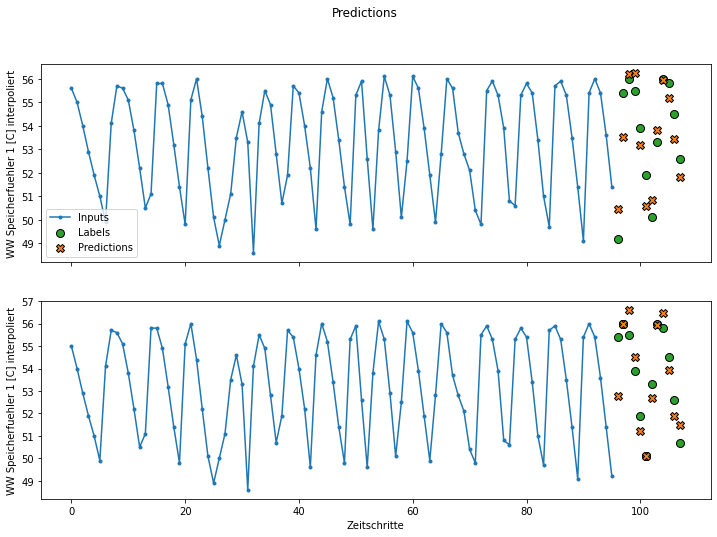 Predictions
WW Speicherfuehler 1 [C] interpoliert
56
55
54
53
52
51
50
49
Inputs
Labels
Predictions
WW Speicherfuehler 1 [C] interpoliert
57
56
55
54
53
52
51
50
49
0 20 40 60 80 100
Zeitschritte